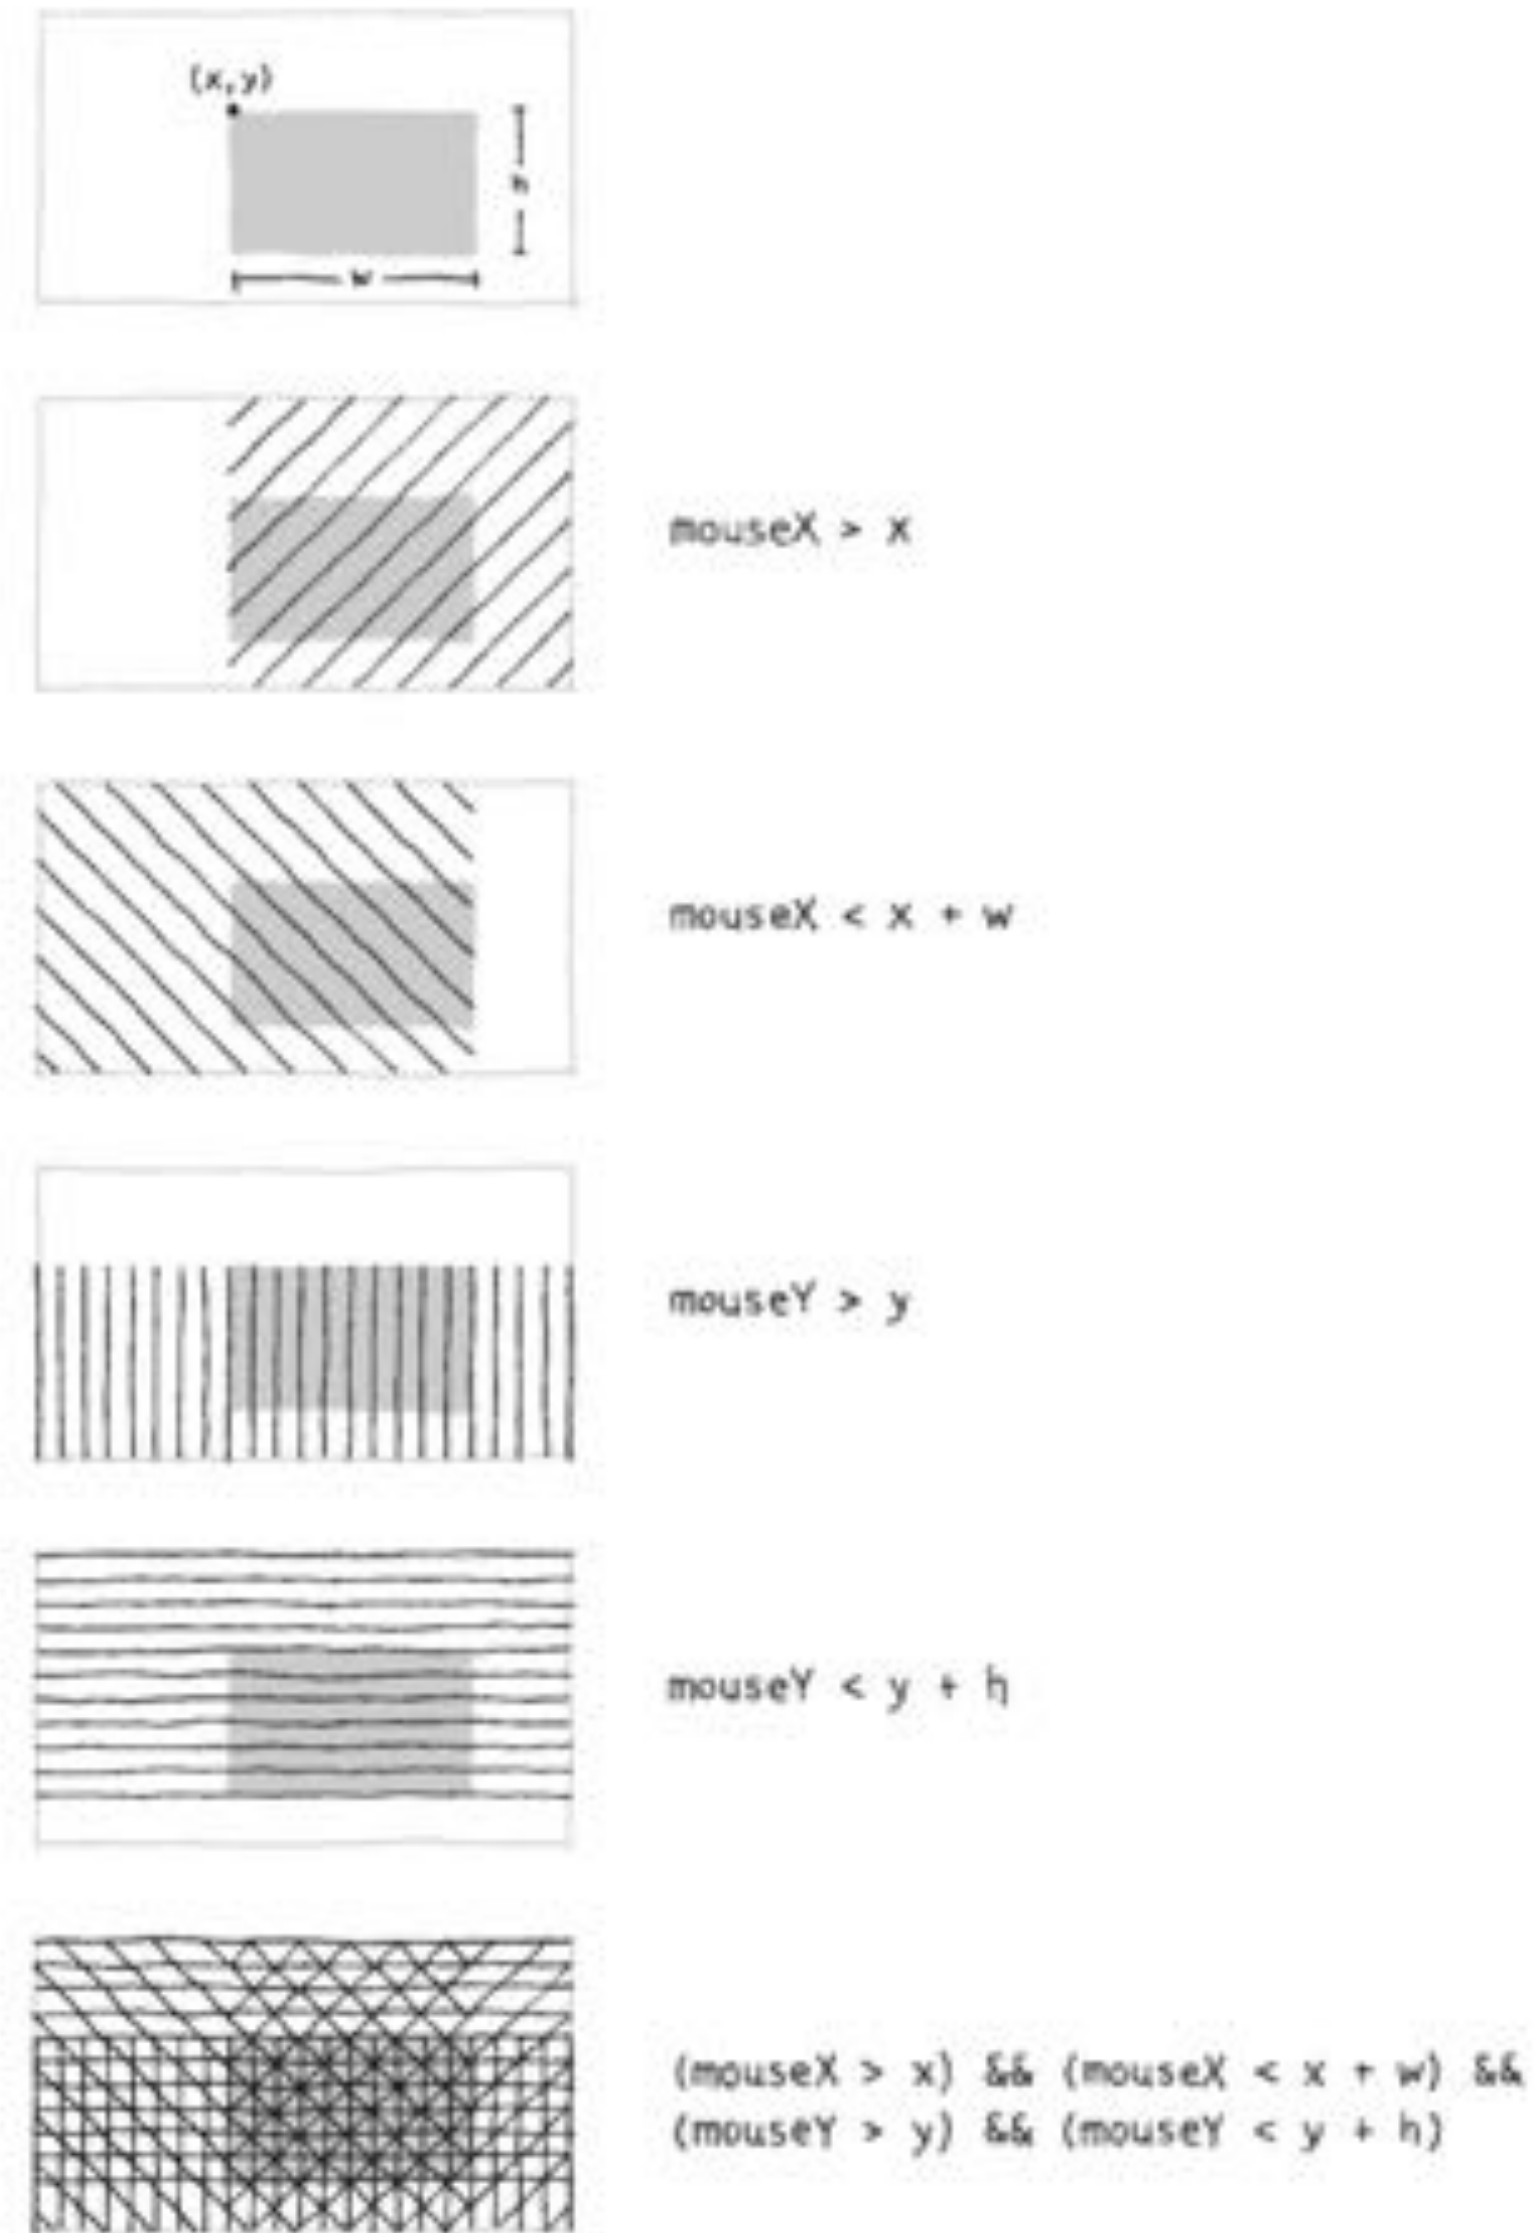 (x,y)
h
w
mouseX > x
mouseX < x + w
mouseY > y
mouseY < y + h
(mouseX > x) && (mouseX < x + w) &&
(mouseY > y) && (mouseY < y + h)